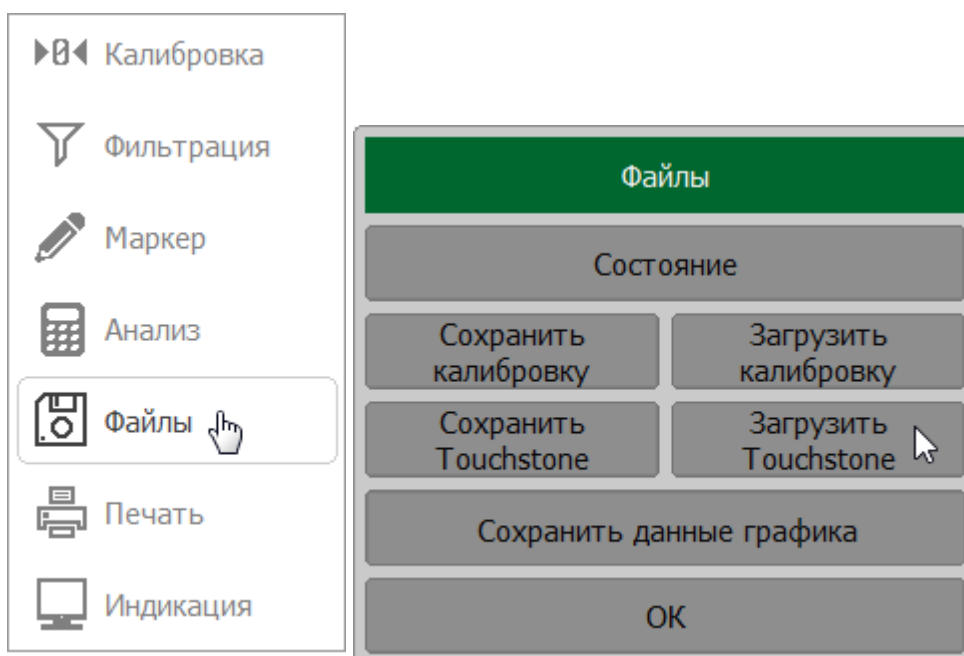 Калибровка
Фильтрация
Маркер
Анализ
Файлы
Печать
Индикация
Файлы
Состояние
Сохранить
калибровку
Загрузить
калибровку
Сохранить
Touchstone
Загрузить
Touchstone
Сохранить данные графика
ОК